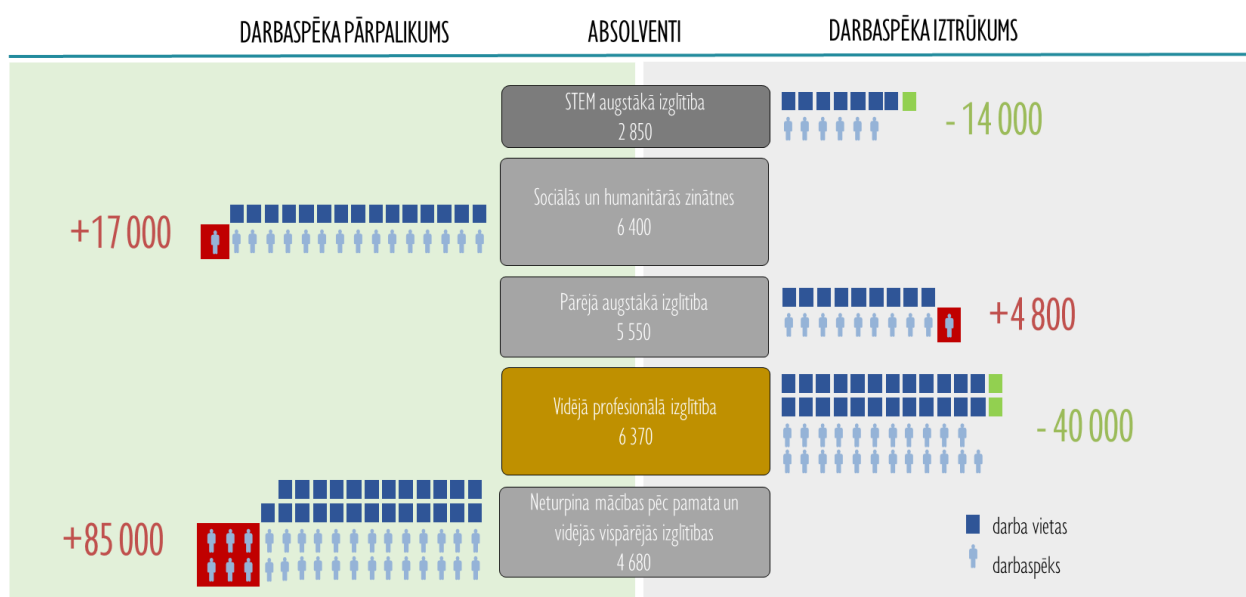 DARBASPĒKA PĀRPALIKUMS
ABSOLVENTI
DARBASPĒKA IZTRŪKUMS
STEM augstākā izglītība
2 850
- 14 000
Sociālās un humanitārās zinātnes
6 400
+17 000
Pārējā augstākā izglītība
5 550
+4 800
Vidējā profesionālā izglītība
6 370
- 40 000
Neturpina mācības pēc pamata un
vidējās vispārējās izglītības
4 680
+85 000
darba vietas
darbaspēks